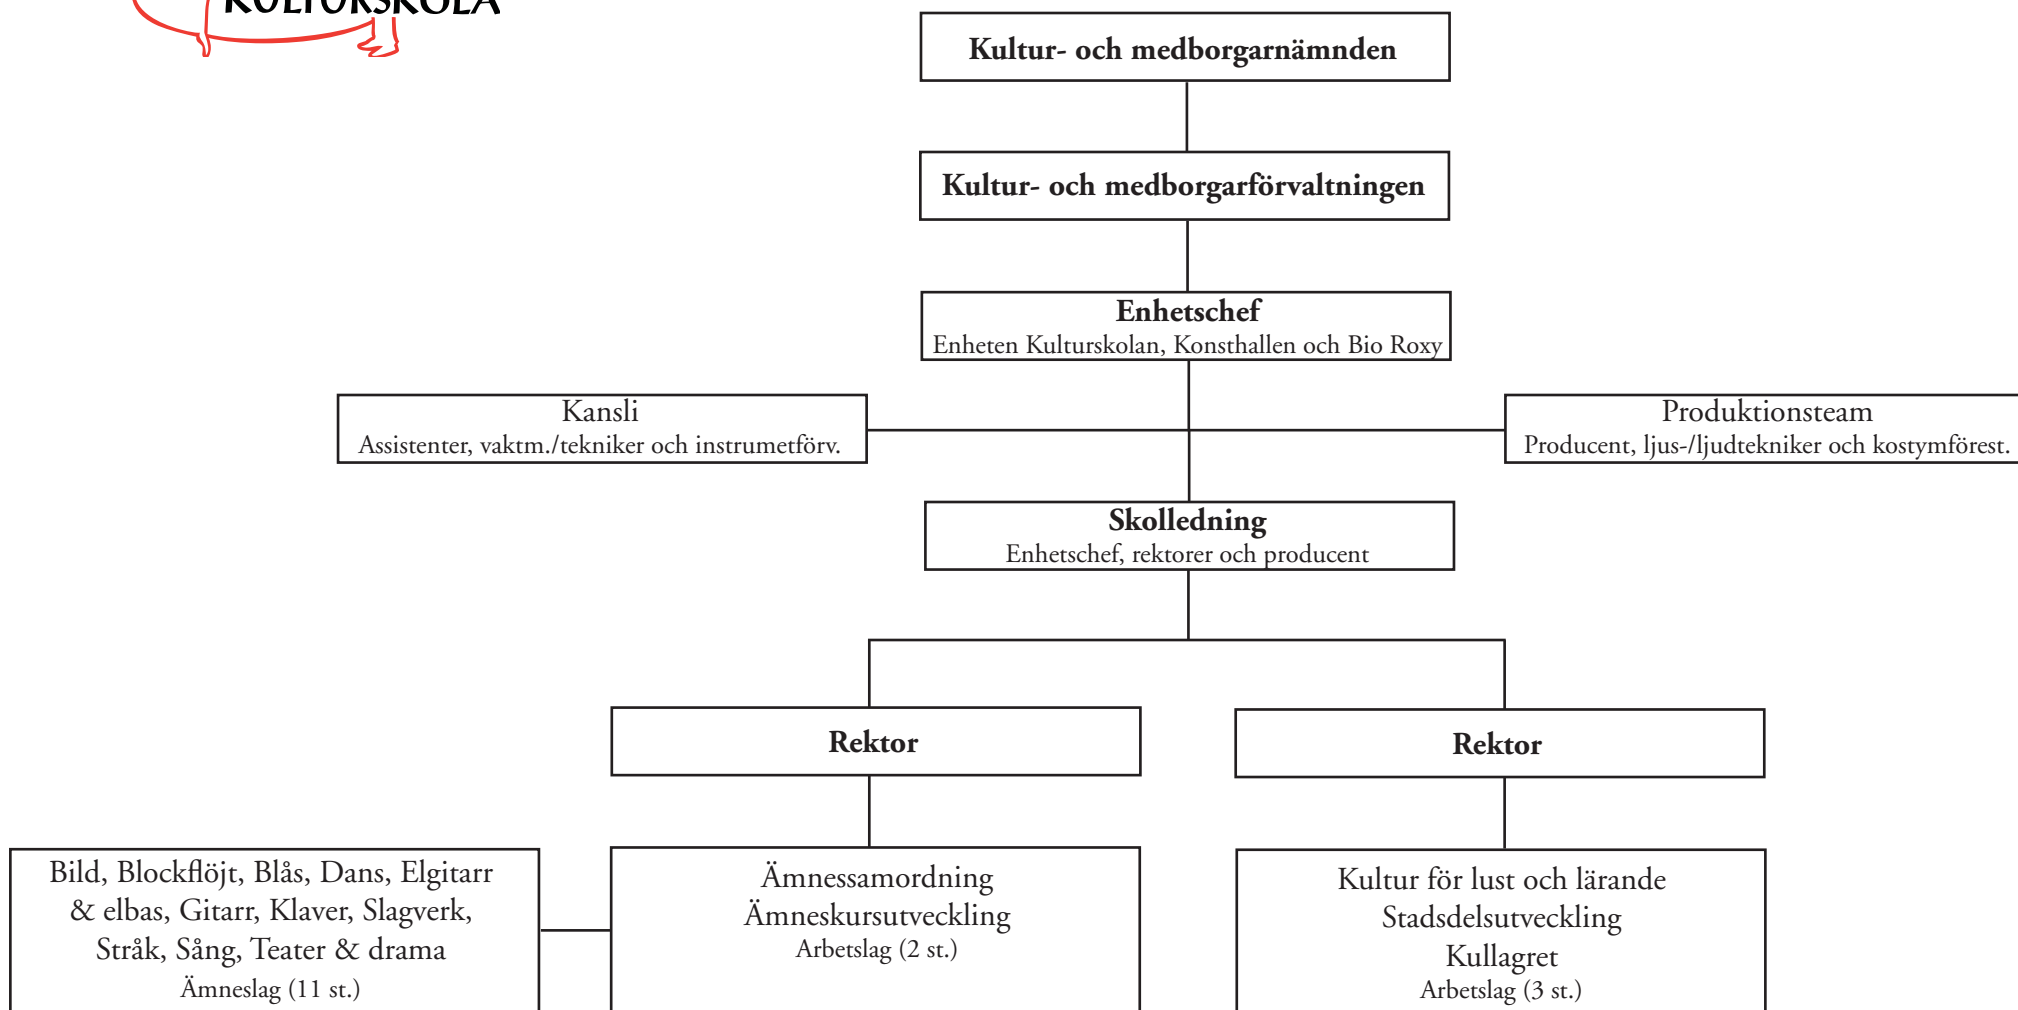 KULTURSKOLA
Kultur- och medborgarnämnden
Kultur- och medborgarförvaltningen
Enhetschef
Enheten Kulturskolan, Konsthallen och Bio Roxy
Kansli
Assistenter, vaktm./tekniker och instrumetförv.
Produktionsteam
Producent, ljus-/ljudtekniker och kostymförest.
Skolledning
Enhetschef, rektorer och producent
Rektor
Rektor
Bild, Blockflöjt, Blås, Dans, Elgitarr
& elbas, Gitarr, Klaver, Slagverk,
Stråk, Sång, Teater & drama
Ämneslag (11 st.)
Ämnessamordning
Ämneskursutveckling
Arbetslag (2 st.)
Kultur för lust och lärande
Stadsdelsutveckling
Kullagret
Arbetslag (3 st.)